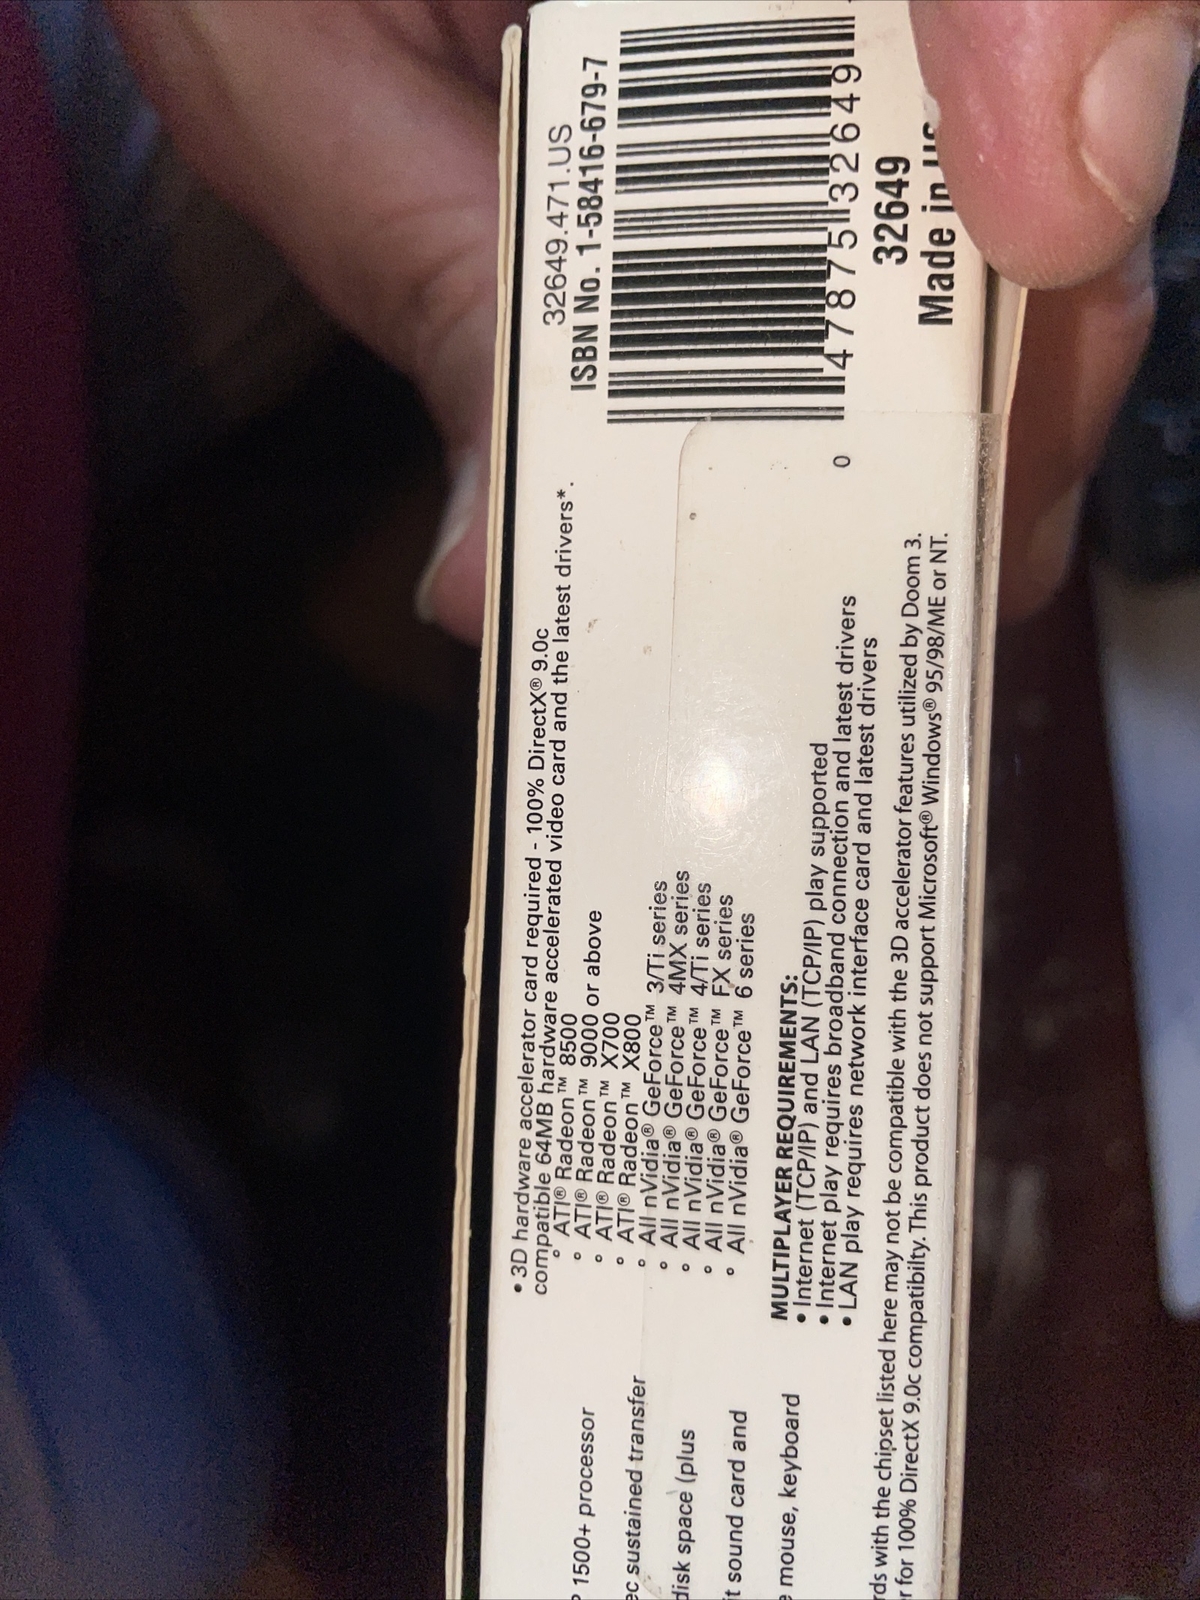 1500+ processor
sustained transfer
disk space (plus
sound card and
mouse, keyboard
• 3D hardware accelerator card required - 100% DirectX® 9.0c
compatible 64MB hardware accelerated video card and the latest drivers*.
° ATI® Radeon™ 8500
° ATI® Radeon™ 9000 or above
° ATI® Radeon™ X700
° ATI® Radeon™ X800
° All nVidia® GeForce™ 3/Ti series
° All nVidia® GeForce™ 4MX series
° All nVidia® GeForce™ 4/Ti series
° All nVidia® GeForce™ FX series
° All nVidia® GeForce™ 6 series
MULTIPLAYER REQUIREMENTS:
• Internet (TCP/IP) and LAN (TCP/IP) play supported
• Internet play requires broadband connection and latest drivers
• LAN play requires network interface card and latest drivers
with the chipset listed here may not be compatible with the 3D accelerator features utilized by Doom 3.
for 100% DirectX 9.0c compatibilty. This product does not support Microsoft® Windows® 95/98/ME or NT.
32649.471.US
ISBN No. 1-58416-679-7
0 47875 32649
32649
Made in